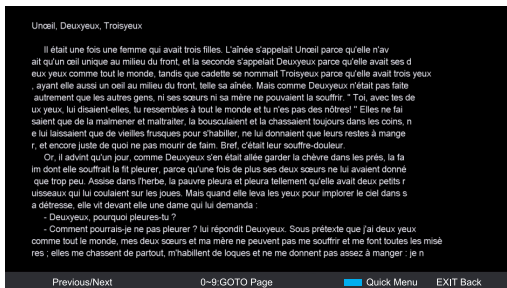 Unœil, Deuxyeux, Troisyeux
Il était une fois une femme qui avait trois filles. L'aînée s'appelait Unœil parce qu'elle n'av
ait qu'un œil unique au milieu du front, et la seconde s'appelait Deuxyeux parce qu'elle avait ses d
eux yeux comme tout le monde, tandis que cadette se nommait Troisyeux parce qu'elle avait trois yeux
, ayant elle aussi un oeil au milieu du front, telle sa aînée. Mais comme Deuxyeux n'était pas faite
autrement que les autres gens, ni ses sœurs ni sa mère ne pouvaient la souffrir. " Toi, avec tes de
ux yeux, lui disaient-elles, tu ressembles à tout le monde et tu n'es pas des nôtres! " Elles ne fai
saient que de la malmener et maltraiter, la bousculaient et la chassaient toujours dans les coins, n
e lui laissaient que de vieilles frusques pour s'habiller, ne lui donnaient que leurs restes à mange
r, et encore juste de quoi ne pas mourir de faim. Bref, c'était leur souffre-douleur.
Or, il advint qu'un jour, comme Deuxyeux s'en était allée garder la chèvre dans les prés, la fa
im dont elle souffrait la fit pleurer, parce qu'une fois de plus ses deux sœurs ne lui avaient donné
que trop peu. Assise dans l'herbe, la pauvre pleura et pleura tellement qu'elle avait deux petits r
uisseaux qui lui coulaient sur les joues. Mais quand elle leva les yeux pour implorer le ciel dans s
a détresse, elle vit devant elle une dame qui lui demanda :
- Deuxyeux, pourquoi pleures-tu ?
- Comment pourrais-je ne pas pleurer ? lui répondit Deuxyeux. Sous prétexte que j'ai deux yeux
comme tout le monde, mes deux sœurs et ma mère ne peuvent pas me souffrir et me font toutes les misè
res ; elles me chassent de partout, m'habillent de loques et ne me donnent pas assez à manger : je n
Previous/Next 0~9:GOTO Page Quick Menu EXIT Back